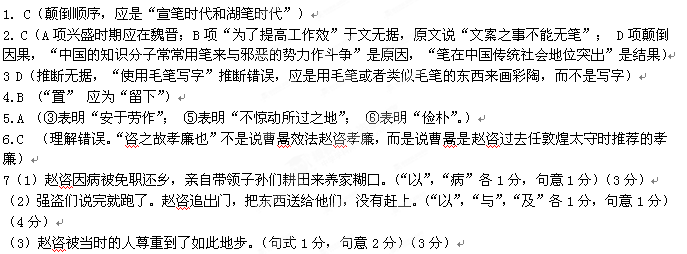 1. C（颠倒顺序，应是“宣笔时代和湖笔时代”）
2. C（A项兴盛时期应在魏晋；B项“为了提高工作效”于文无据，原文说“文案之事不能无笔”； D项颠倒
因果，“中国的知识分子常常用笔来与邪恶的势力作斗争”是原因，“笔在中国传统社会地位突出”是结果）
3 D（推断无据，“使用毛笔写字”推断错误，应是用毛笔或者类似毛笔的东西来画彩陶，而不是写字）
4.B （“置” 应为“留下”）
5.A （③表明“安于劳作”； ⑤表明“不惊动所过之地”； ⑥表明“俭朴”。）
6.C （理解错误。“咨之故孝廉也”不是说曹暠效法赵咨孝廉，而是说曹暠是赵咨过去任敦煌太守时推荐的孝
廉）
7（1）赵咨因病被免职还乡，亲自带领子孙们耕田来养家糊口。（“以”，“病”各1分，句意1分）（3分）
（2）强盗们说完就跑了。赵咨追出门，把东西送给他们，没有赶上。（“以”，“与”，“及”各1分，句意1分）
（4分）
（3）赵咨被当时的人尊重到了如此地步。（句式1分，句意2分）（3分）